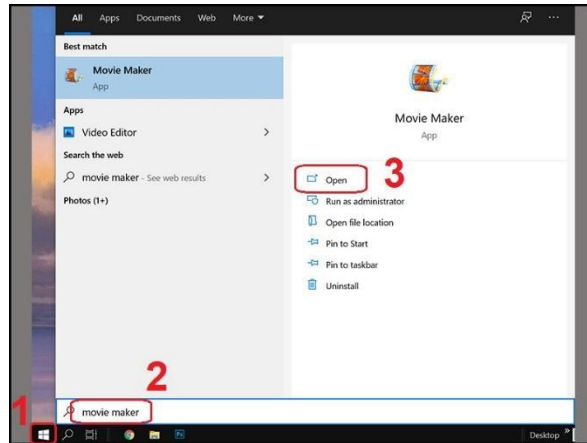 All Apps Documents Web More
Best match
Movie Maker
App
Apps
Video Editor
Search the web
movie maker - See web results
Photos (1+)
Movie Maker
App
Open
3
Run as administrator
Open file location
Pin to Start
Pin to taskbar
Uninstall
2
movie maker
1
Desktop